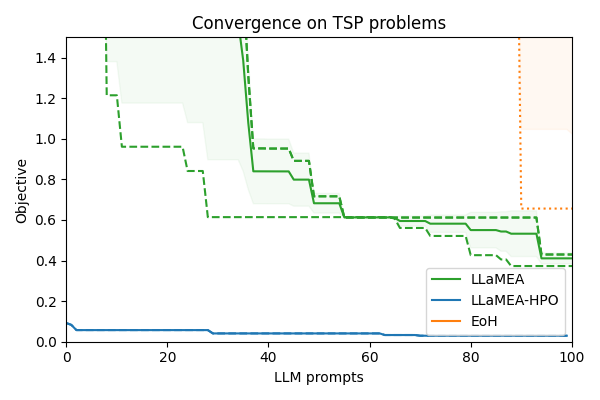 Convergence on TSP problems
1.4
1.2
1.0
0.8
0.6
0.4
0.2
0.0
Objective
LLaMEA
LLaMEA-HPO
EoH
0 20 40 60 80 100
LLM prompts